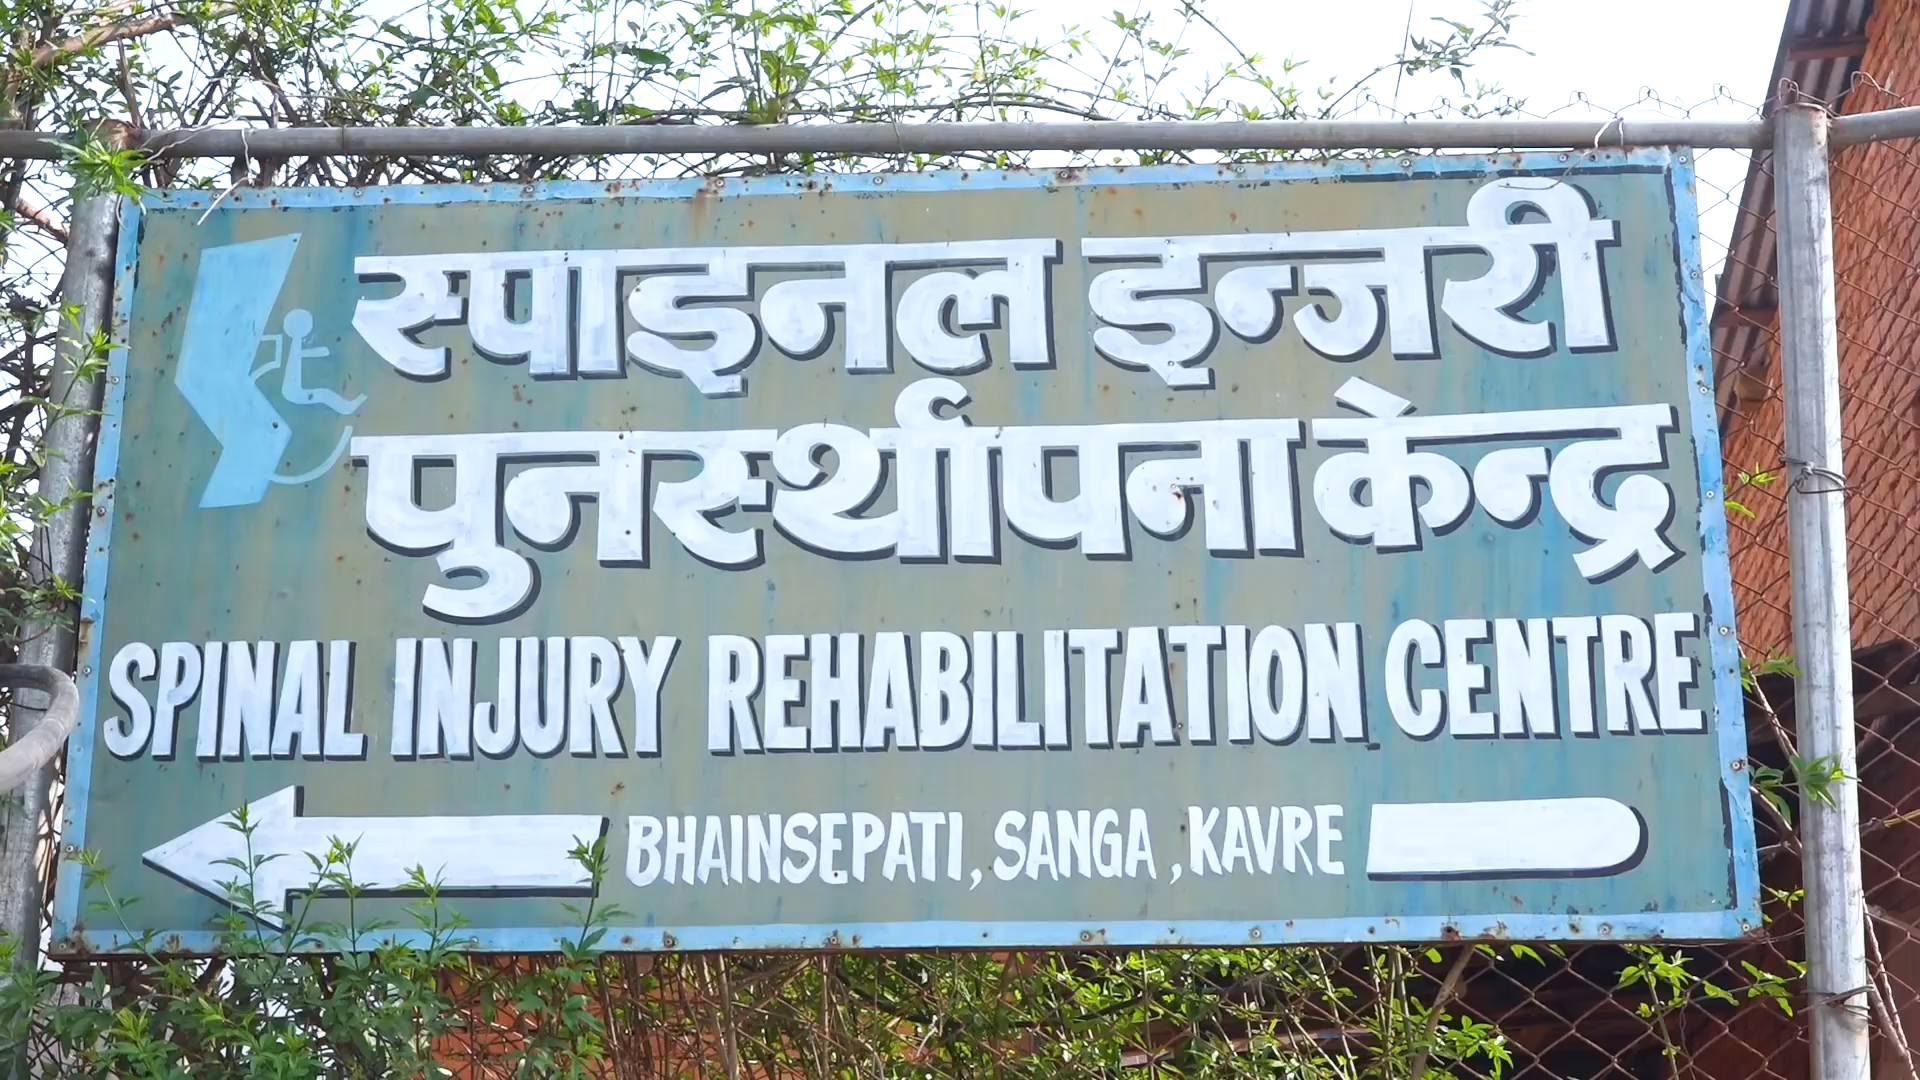 स्पाइनल इन्जरी
पुनर्स्थापना केन्द्र
SPINAL INJURY REHABILITATION CENTRE
BHAINSEPATI, SANGA, KAVRE